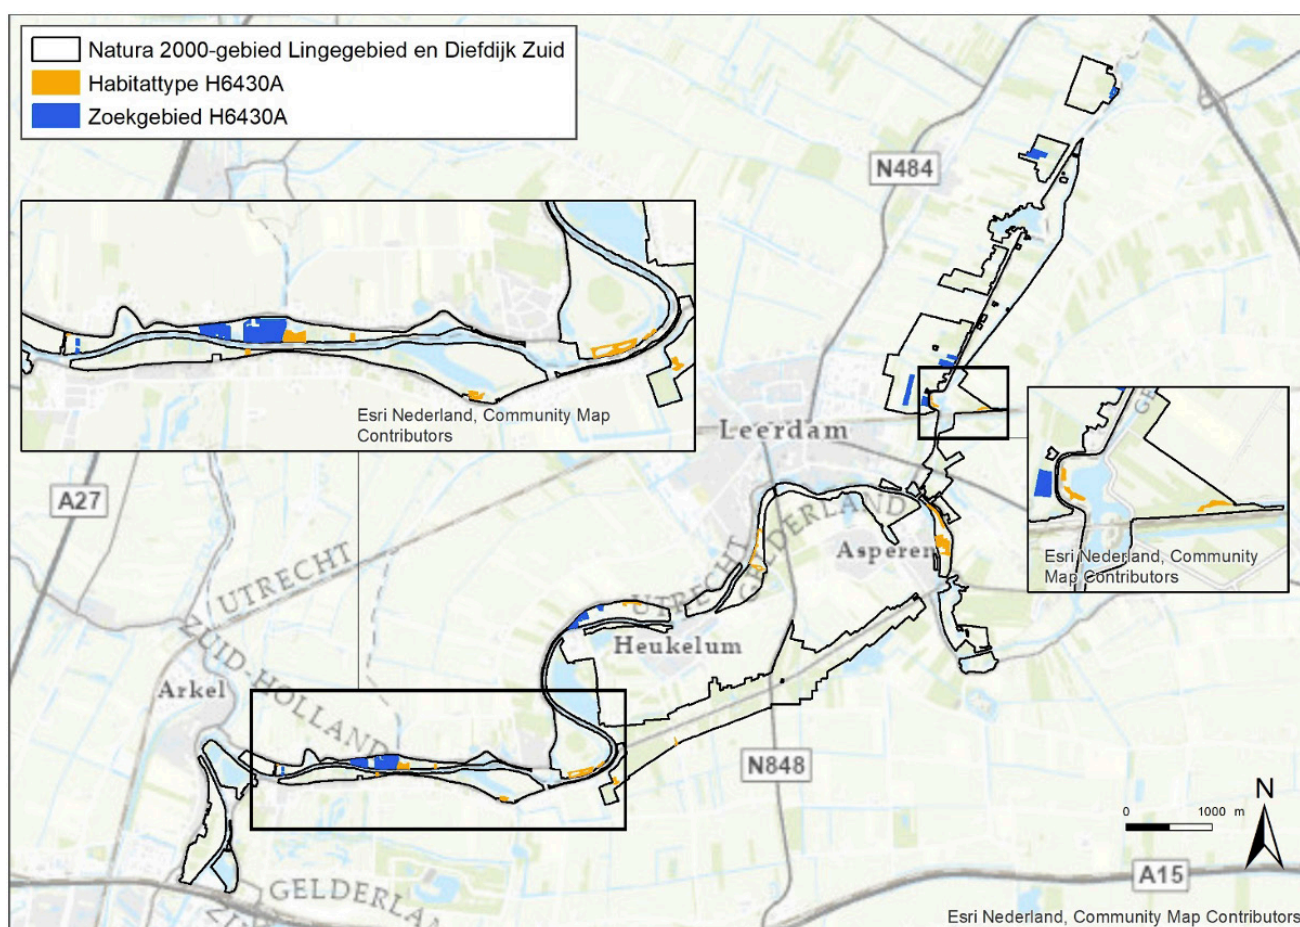 Natura 2000-gebied Lingegebied en Diefdijk Zuid
Habitattype H6430A
Zoekgebied H6430A
N484
Esri Nederland, Community Map
Contributors
Leerdam
A27
GELDERLAND
Asperen
Esri Nederland, Community
Map Contributors
UTRECHT
UTRECHT
Heukelum
ZUID-HOLLAND
Arkel
N848
N
0 1000 m
A15
GELDERLAN
Esri Nederland, Community Map Contributors